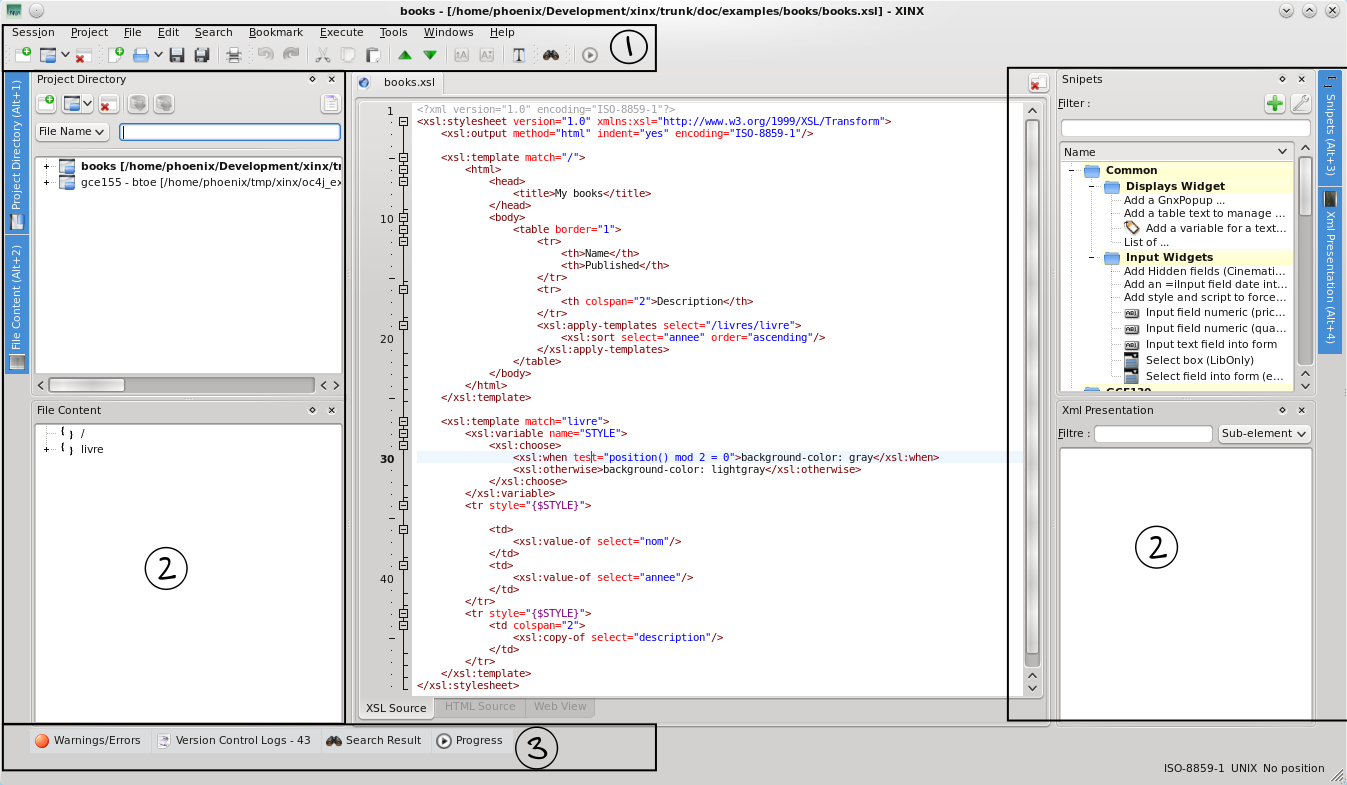 books - [/home/phoenix/Development/xinx/trunk/doc/examples/books/books.xsl] - XINX
Session Project File Edit Search Bookmark Execute Tools Windows Help
1
Project Directory (Alt+1)
File Content (Alt+2)
Project Directory
File Name
books [/home/phoenix/Development/xinx/tr
gce155 - btoe [/home/phoenix/tmp/xinx/oc4j_ex
File Content
/
livre
2
books.xsl
1
10
20
30
40
<?xml version="1.0" encoding="ISO-8859-1"?>
<xsl:stylesheet version="1.0" xmlns:xsl="http://www.w3.org/1999/XSL/Transform">
<xsl:output method="html" indent="yes" encoding="ISO-8859-1"/>
<xsl:template match="/">
<html>
<head>
<title>My books</title>
</head>
<body>
<table border="1">
<tr>
<th>Name</th>
<th>Published</th>
</tr>
<tr>
<th colspan="2">Description</th>
</tr>
<xsl:apply-templates select="/livres/livre">
<xsl:sort select="annee" order="ascending"/>
</xsl:apply-templates>
</table>
</body>
</html>
</xsl:template>
<xsl:template match="livre">
<xsl:variable name="STYLE">
<xsl:choose>
<xsl:when test="position() mod 2 = 0">background-color: gray</xsl:when>
<xsl:otherwise>background-color: lightgray</xsl:otherwise>
</xsl:choose>
</xsl:variable>
<tr style="{$STYLE}">
<td>
<xsl:value-of select="nom"/>
</td>
<td>
<xsl:value-of select="annee"/>
</td>
</tr>
<tr style="{$STYLE}">
<td colspan="2">
<xsl:copy-of select="description"/>
</td>
</tr>
</xsl:template>
</xsl:stylesheet>
XSL Source HTML Source Web View
Snipets
Filter :
Name
Common
Displays Widget
Add a GnxPopup ...
Add a table text to manage ...
Add a variable for a text...
List of ...
Input Widgets
Add Hidden fields (Cinemati...
Add an =iInput field date int...
Add style and script to force...
Input field numeric (pric...
Input field numeric (qua...
Input text field into form
Select box (LibOnly)
Select field into form (e...
Xml Presentation
Filtre :
Sub-element
2
Snipets (Alt+3)
Xml Presentation (Alt+4)
Warnings/Errors Version Control Logs - 43 Search Result Progress
3
ISO-8859-1 UNIX No position